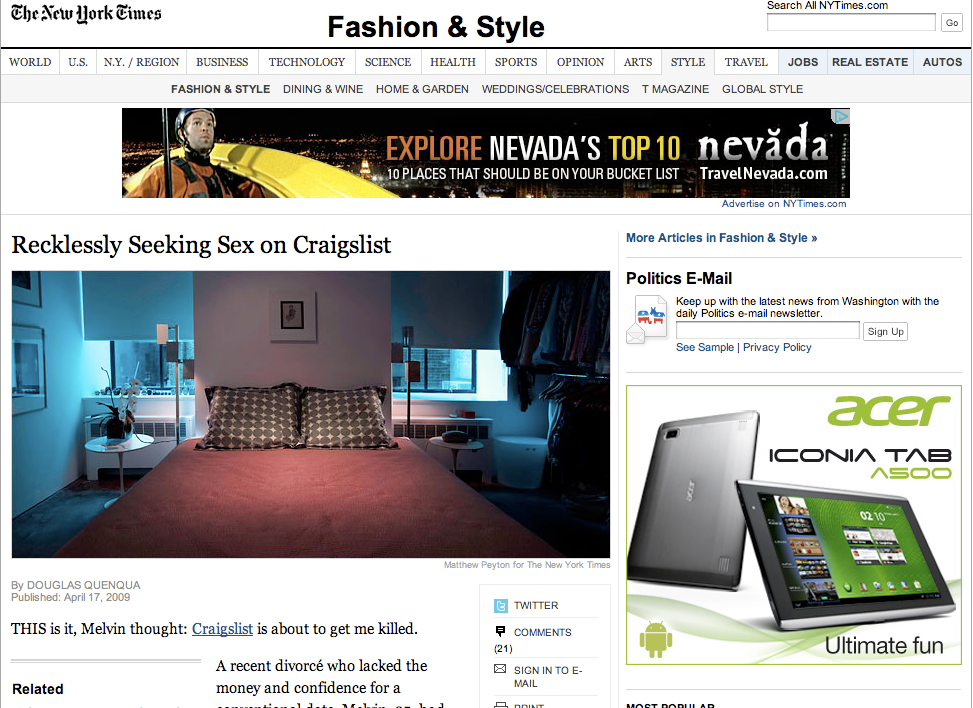 The New York Times
Fashion & Style
Search All NYTimes.com
Go
WORLD U.S. N.Y. / REGION BUSINESS TECHNOLOGY SCIENCE HEALTH SPORTS OPINION ARTS STYLE TRAVEL JOBS REAL ESTATE AUTOS
FASHION & STYLE DINING & WINE HOME & GARDEN WEDDINGS/CELEBRATIONS T MAGAZINE GLOBAL STYLE
EXPLORE NEVADA'S TOP 10
10 PLACES THAT SHOULD BE ON YOUR BUCKET LIST
nevăda
TravelNevada.com
Advertise on NYTimes.com
Recklessly Seeking Sex on Craigslist
Matthew Peyton for The New York Times
By DOUGLAS QUENQUA
Published: April 17, 2009
THIS is it, Melvin thought: Craigslist is about to get me killed.
Related
A recent divorcé who lacked the
money and confidence for a
TWITTER
COMMENTS
(21)
SIGN IN TO E-
MAIL
PRINT
More Articles in Fashion & Style »
Politics E-Mail
Keep up with the latest news from Washington with the
daily Politics e-mail newsletter.
Sign Up
See Sample | Privacy Policy
acer
ICONIA TAB
A500
acer
02 10
Ultimate fun
MOST POPULAR